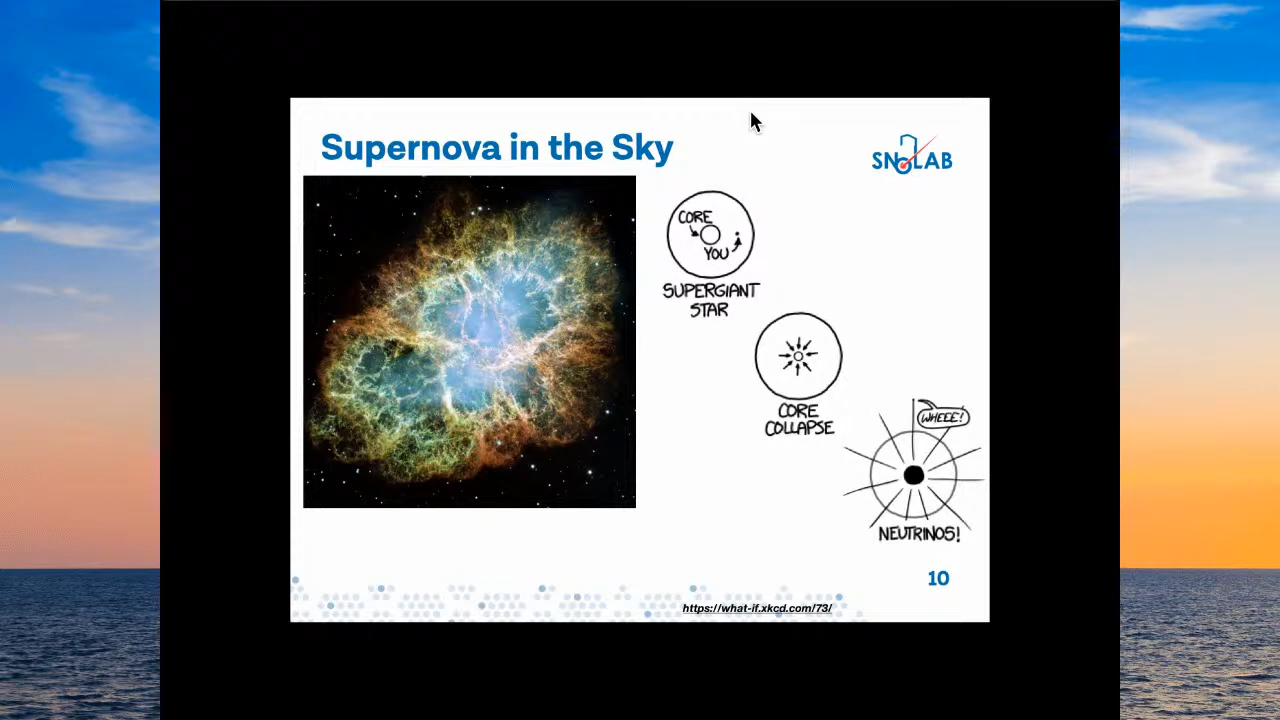 Supernova in the Sky
SNOLAB
CORE
YOU
SUPERGIANT
STAR
CORE
COLLAPSE
WHEEE!
NEUTRINOS!
10
https://what-if.xkcd.com/73/